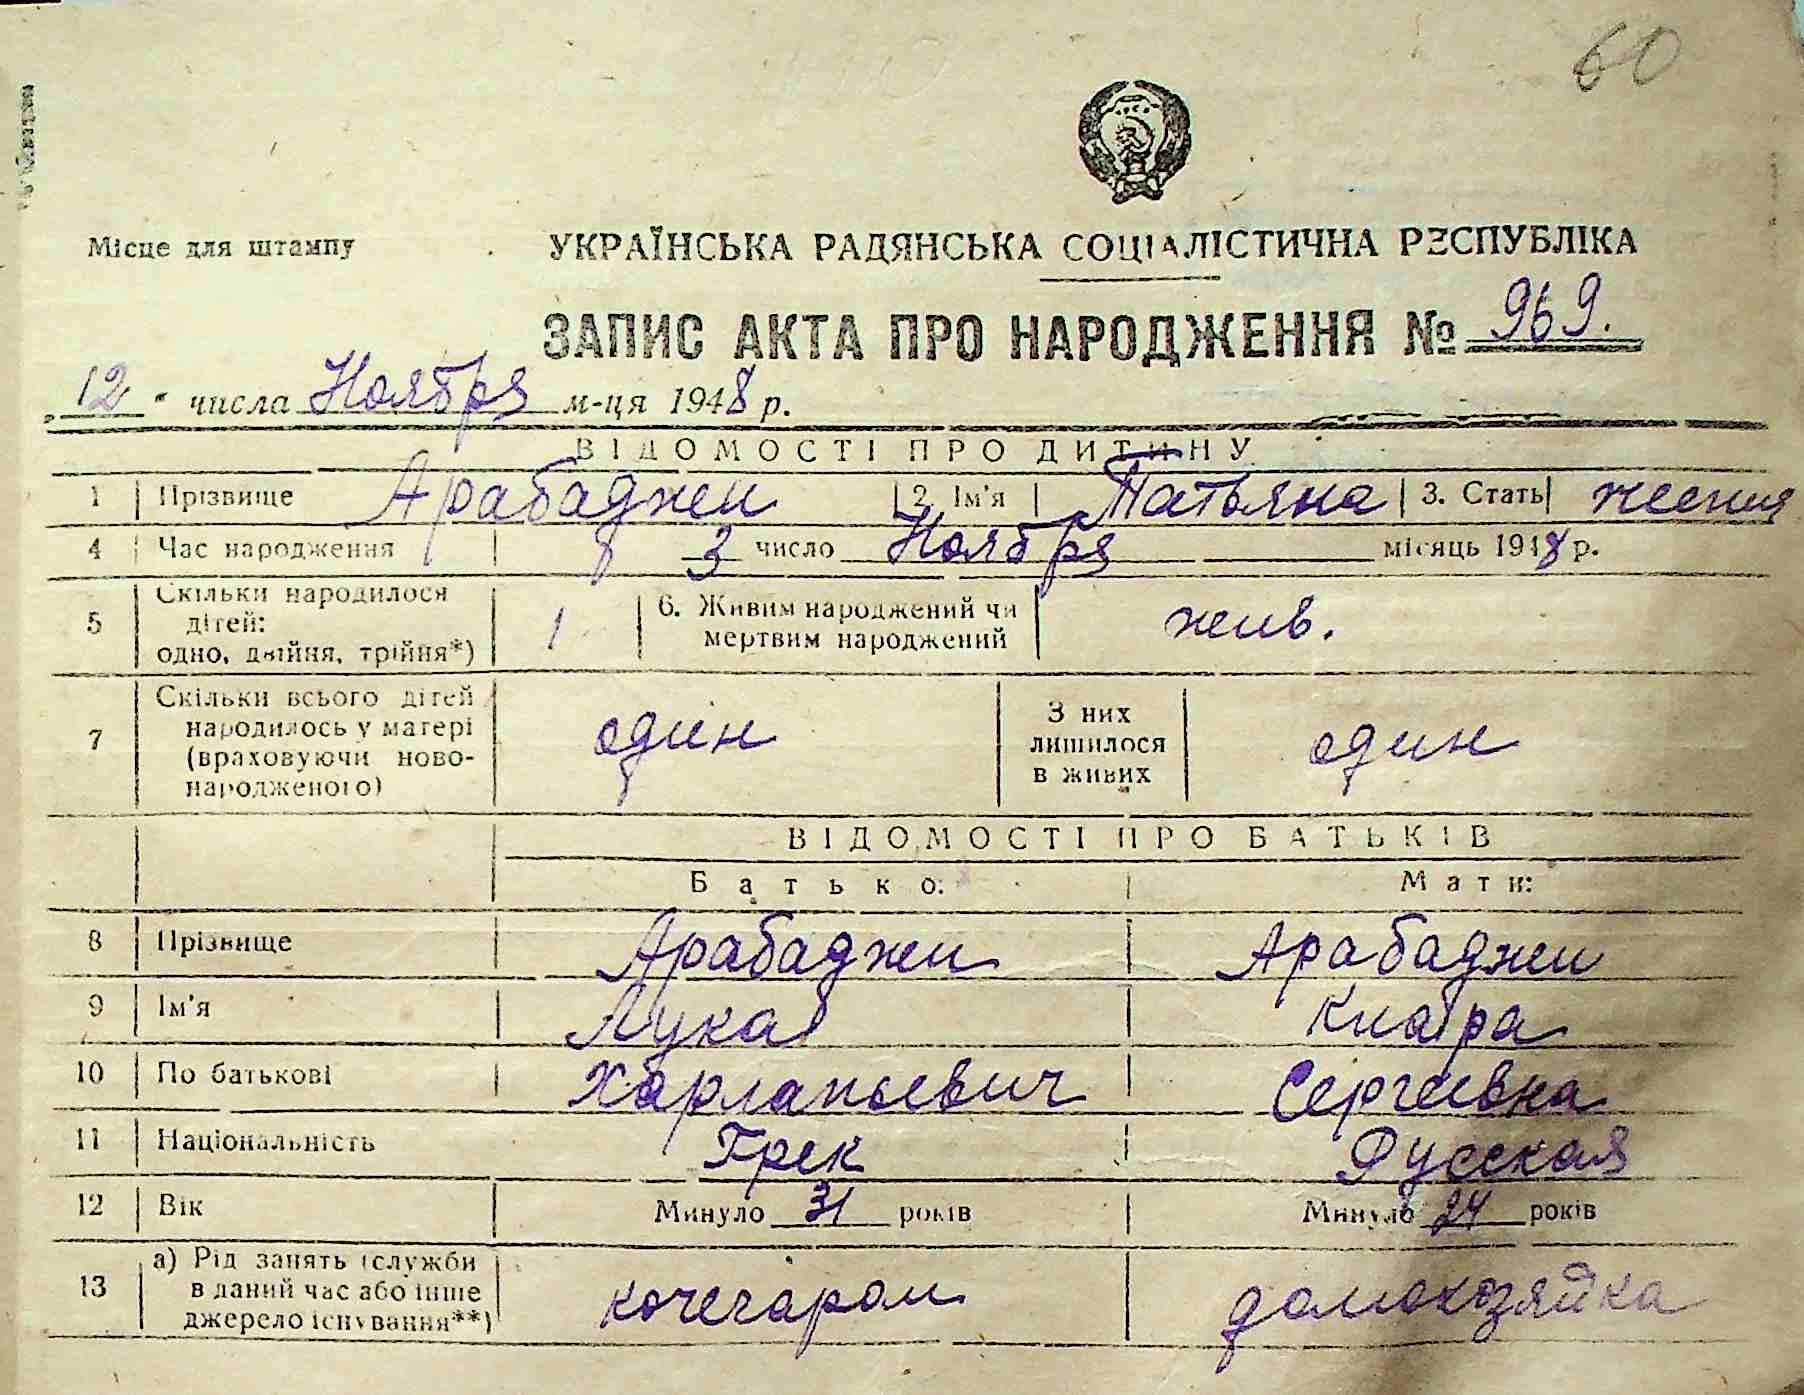 60
Місце для штампу
УКРАЇНСЬКА РАДЯНСЬКА СОЦІАЛІСТИЧНА РЕСПУБЛІКА
ЗАПИС АКТА ПРО НАРОДЖЕННЯ № 969.
„12" числа Ноября м-ця 1948 р.
ВІДОМОСТІ ПРО ДИТИНУ
1 Прізвище Арабаджи 2. Ім'я Татьяна 3. Стать женщ
4 Час народження 3 число Ноября місяць 1948 р.
5 Скільки народилося дітей: одно, двійня, трійня*) 1 6. Живим народжений чи мертвим народжений жив.
7 Скільки всього дітей народилось у матері (враховуючи ново-народженого) один З них лишилося в живих один
ВІДОМОСТІ ПРО БАТЬКІВ
Батько: Мати:
8 Прізвище Арабаджи Арабаджи
9 Ім'я Лука Клавра
10 По батькові Харлапьевич Сергеевна
11 Національність Грек Русская
12 Вік Минуло 31 років Минуло 24 років
13 а) Рід занять (служби в даний час або інше джерело існування**) кочегаром домохозяйка